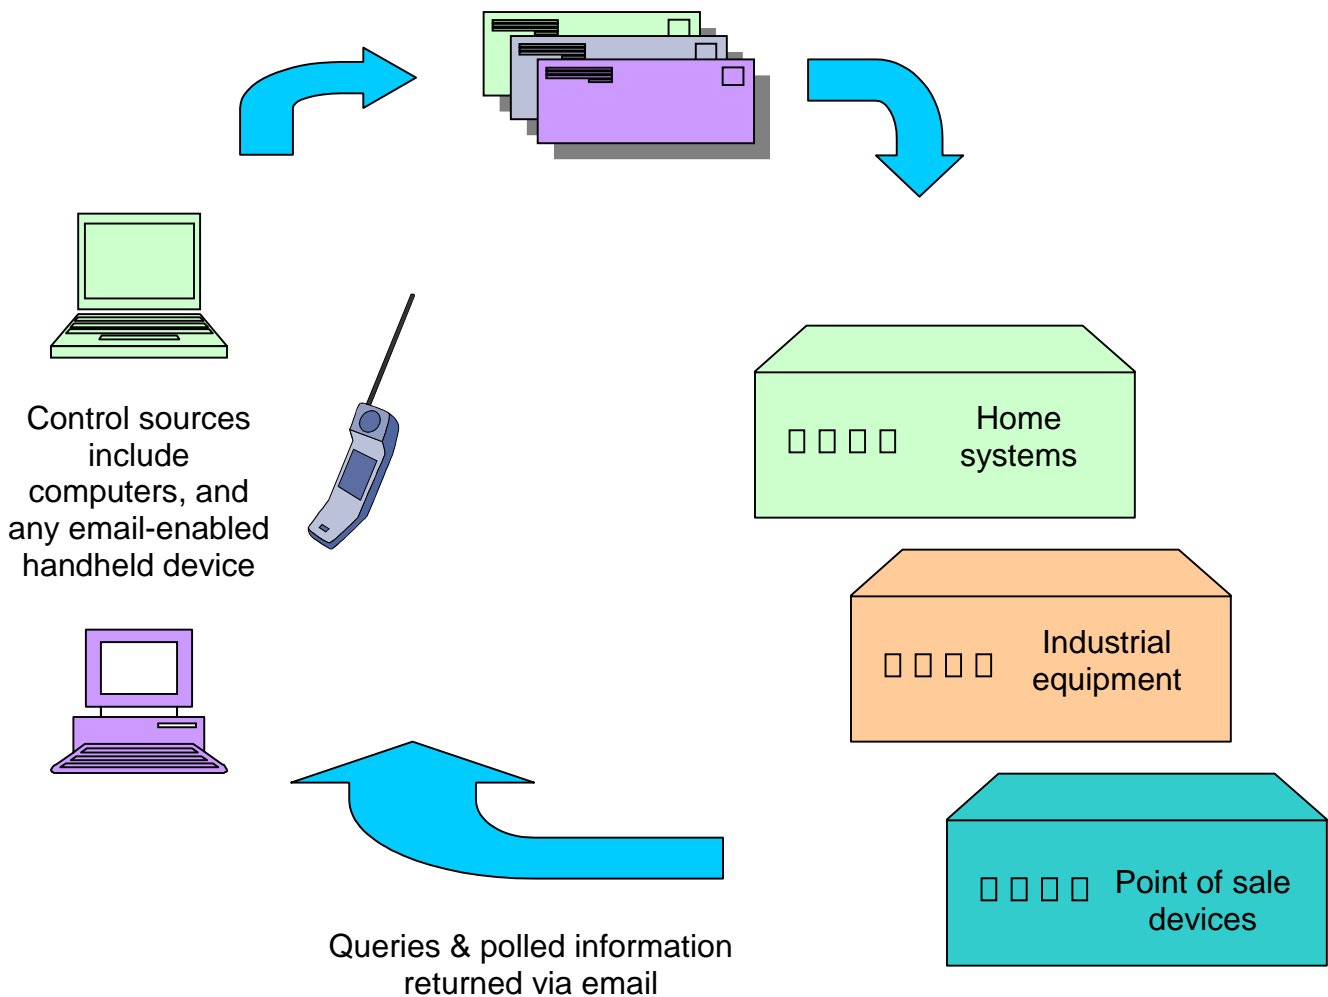 Control sources
include
computers, and
any email-enabled
handheld device
Home
systems
Industrial
equipment
Point of sale
devices
Queries & polled information
returned via email